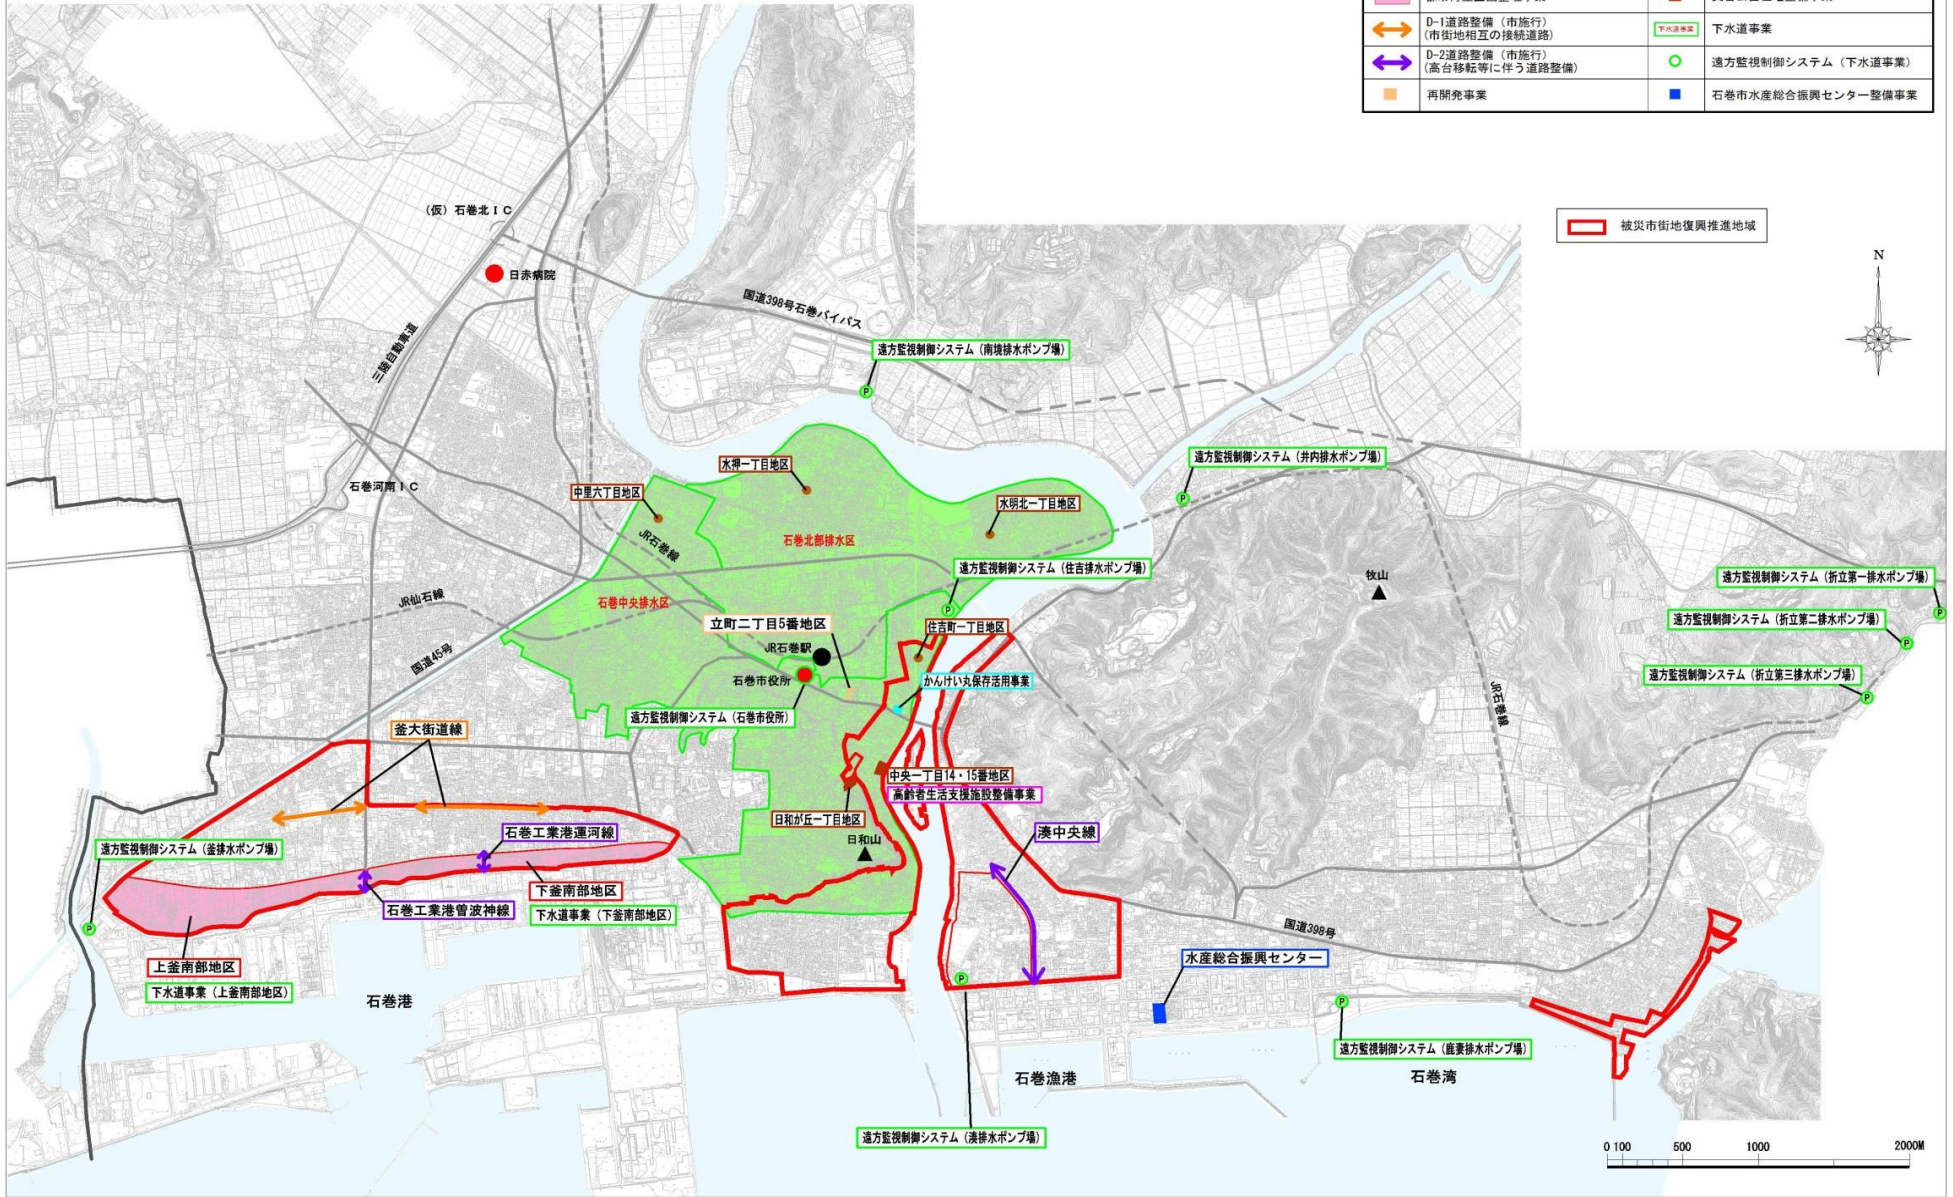 D-1道路整備（市施行）
(市街地相互の接続道路)
下水道事業
下水道事業
D-2道路整備（市施行）
(高台移転等に伴う道路整備)
遠方監視制御システム（下水道事業）
再開発事業
石巻市水産総合振興センター整備事業
被災市街地復興推進地域
N
（仮）石巻北ＩＣ
日赤病院
国道398号石巻バイパス
三陸自動車道
遠方監視制御システム（南境排水ポンプ場）
P
遠方監視制御システム（井内排水ポンプ場）
P
水押一丁目地区
石巻河南ＩＣ
中里六丁目地区
水明北一丁目地区
JR石巻線
石巻北部排水区
遠方監視制御システム（住吉排水ポンプ場）
P
牧山
遠方監視制御システム（折立第一排水ポンプ場）
P
JR仙石線
石巻中央排水区
立町二丁目5番地区
住吉町一丁目地区
遠方監視制御システム（折立第二排水ポンプ場）
P
JR石巻駅
国道45号
石巻市役所
かんけい丸保存活用事業
遠方監視制御システム（折立第三排水ポンプ場）
P
JR石巻線
遠方監視制御システム（石巻市役所）
釜大街道線
中央一丁目14・15番地区
高齢者生活支援施設整備事業
日和が丘一丁目地区
石巻工業港運河線
湊中央線
日和山
遠方監視制御システム（釜排水ポンプ場）
P
下釜南部地区
石巻工業港曽波神線
下水道事業（下釜南部地区）
国道398号
上釜南部地区
下水道事業（上釜南部地区）
水産総合振興センター
P
石巻港
P
遠方監視制御システム（鹿妻排水ポンプ場）
石巻漁港
石巻湾
遠方監視制御システム（湊排水ポンプ場）
0 100 500 1000 2000M